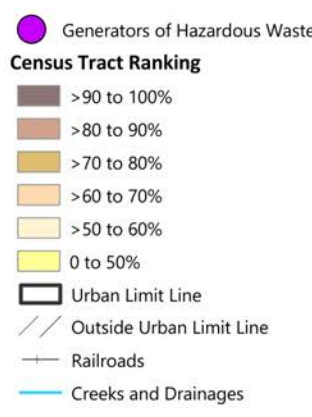 Generators of Hazardous Waste
Census Tract Ranking
>90 to 100%
>80 to 90%
>70 to 80%
>60 to 70%
>50 to 60%
0 to 50%
Urban Limit Line
Outside Urban Limit Line
Railroads
Creeks and Drainages